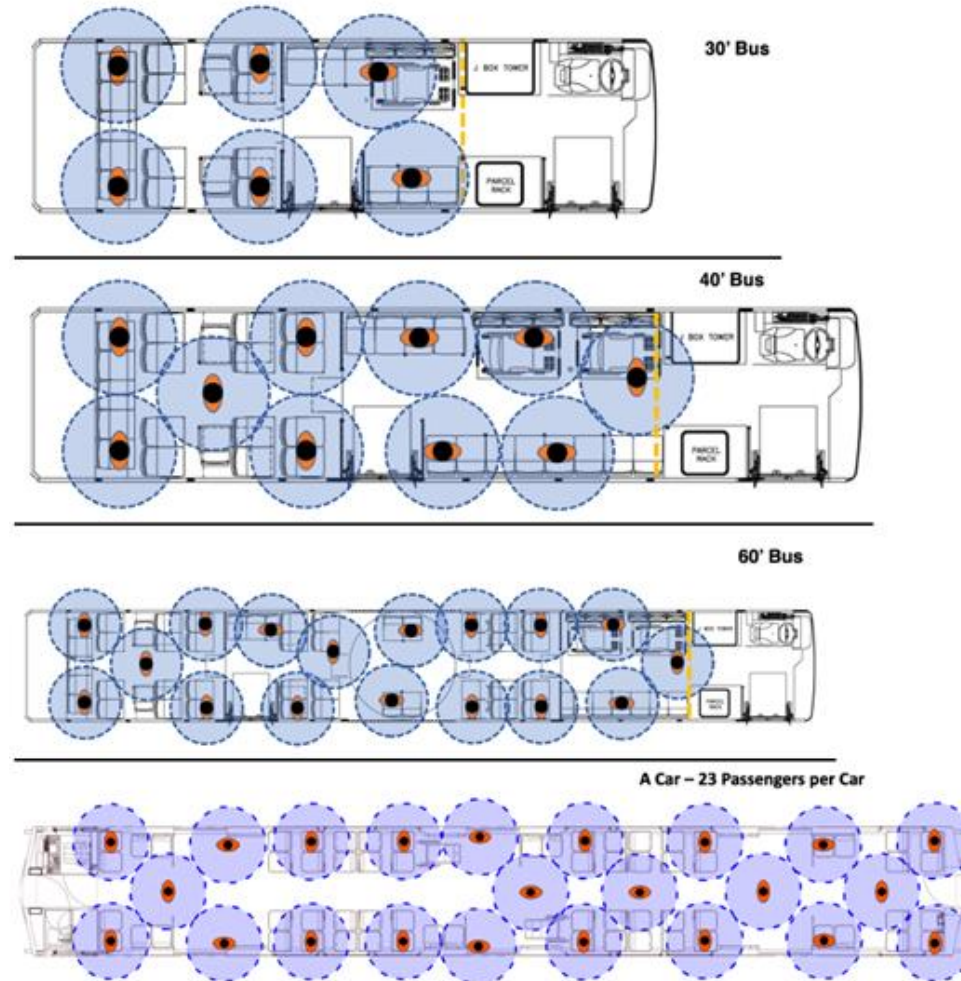 30' Bus
J BOX TOWER
PARCEL
RACK
40' Bus
J BOX TOWER
PARCEL
RACK
60' Bus
J BOX TOWER
PARCEL
RACK
A Car – 23 Passengers per Car